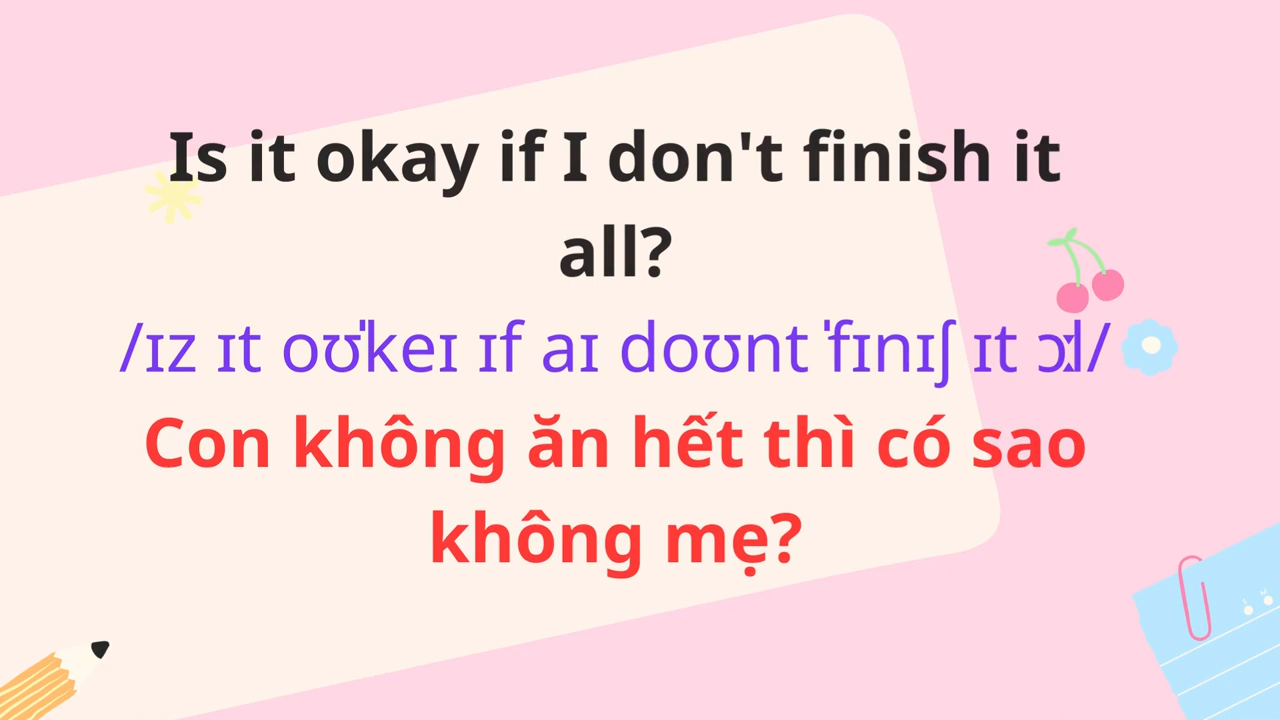 Is it okay if I don't finish it
all?
/ɪz ɪt oʊˈkeɪ ɪf aɪ doʊnt ˈfɪnɪʃ ɪt ɔːl/
Con không ăn hết thì có sao
không mẹ?